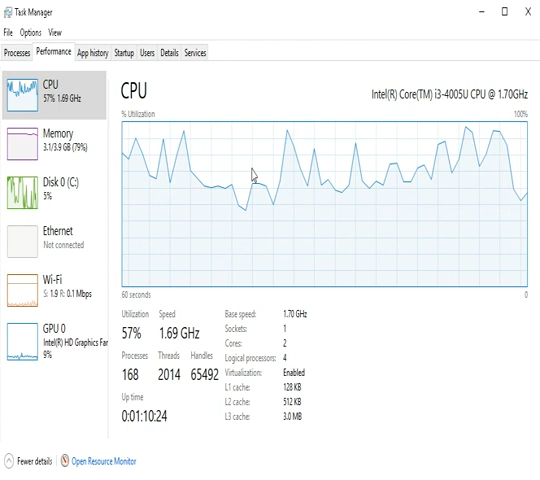 Task Manager
File Options View
Processes Performance App history Startup Users Details Services
CPU
57% 1.69 GHz
Memory
3.1/3.9 GB (79%)
Disk 0 (C:)
5%
Ethernet
Not connected
Wi-Fi
S: 1.9 R: 0.1 Mbps
GPU 0
Intel(R) HD Graphics Far
9%
CPU
Intel(R) Core(TM) i3-4005U CPU @ 1.70GHz
% Utilization 100%
60 seconds 0
Utilization Speed
57% 1.69 GHz
Processes Threads Handles
168 2014 65492
Up time
0:01:10:24
Base speed: 1.70 GHz
Sockets: 1
Cores: 2
Logical processors: 4
Virtualization: Enabled
L1 cache: 128 KB
L2 cache: 512 KB
L3 cache: 3.0 MB
Fewer details Open Resource Monitor